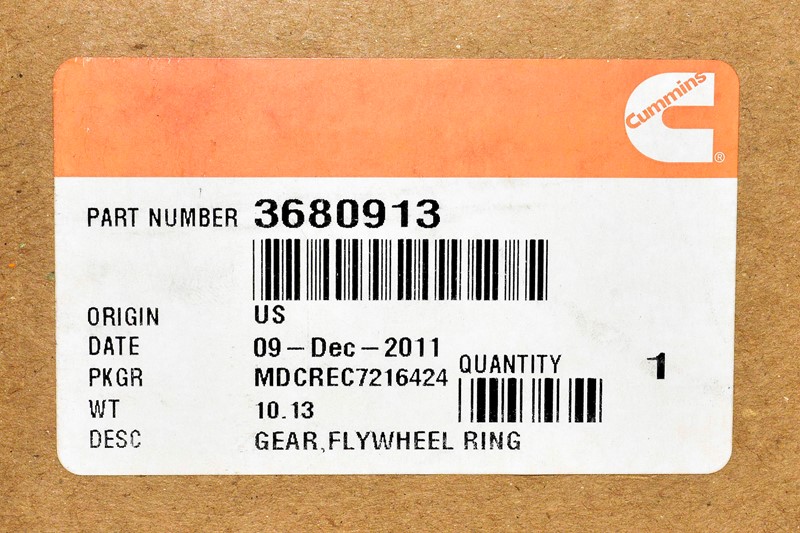 Cummins
®
PART NUMBER 3680913
ORIGIN US
DATE 09-Dec-2011
PKGR MDCREC7216424 QUANTITY 1
WT 10.13
DESC GEAR,FLYWHEEL RING